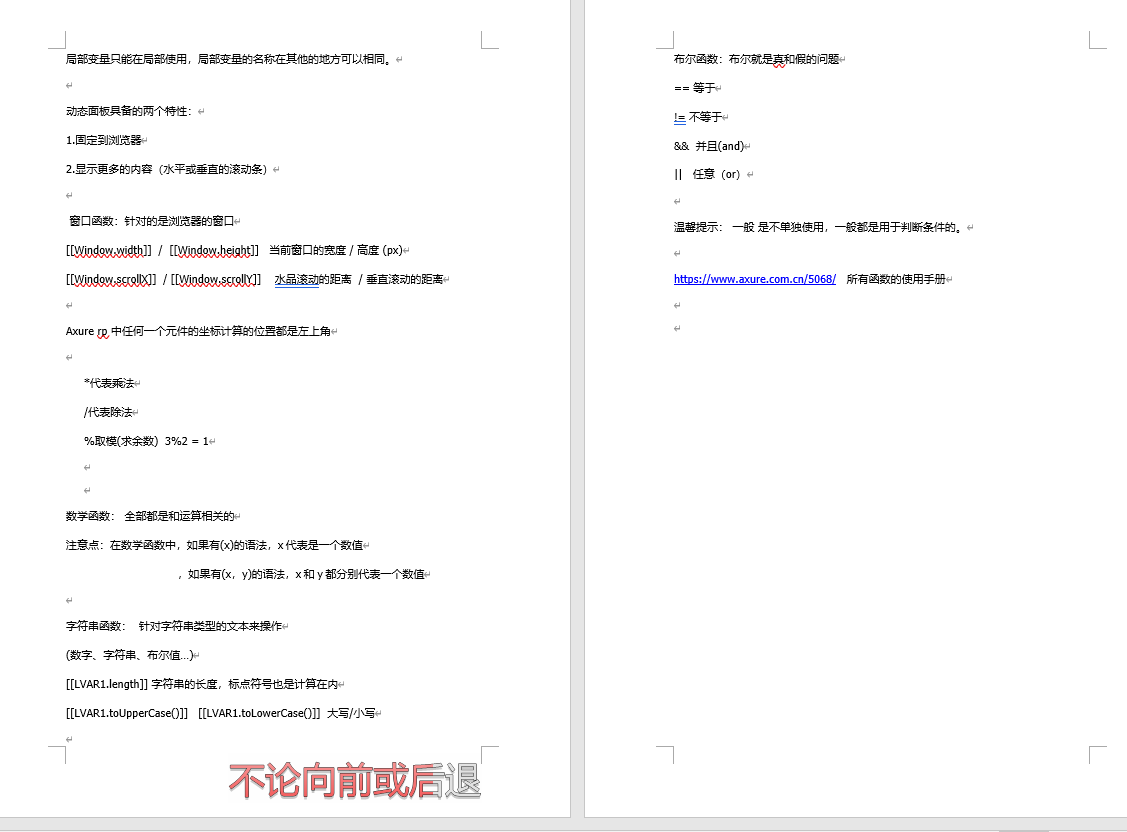 局部变量只能在局部使用，局部变量的名称在其他的地方可以相同。
动态面板具备的两个特性：
1.固定到浏览器
2.显示更多的内容（水平或垂直的滚动条）
窗口函数：针对的是浏览器的窗口
[[Window.width]] / [[Window.height]] 当前窗口的宽度 / 高度 (px)
[[Window.scrollX]] / [[Window.scrollY]] 水品滚动的距离 / 垂直滚动的距离
Axure rp 中任何一个元件的坐标计算的位置都是左上角
*代表乘法
/代表除法
%取模(求余数) 3%2 = 1
数学函数： 全部都是和运算相关的
注意点：在数学函数中，如果有(x)的语法，x 代表是一个数值
，如果有(x，y)的语法，x 和 y 都分别代表一个数值
字符串函数： 针对字符串类型的文本来操作
(数字、字符串、布尔值...)
[[LVAR1.length]] 字符串的长度，标点符号也是计算在内
[[LVAR1.toUpperCase()]] [[LVAR1.toLowerCase()]] 大写/小写
不论向前或后退
布尔函数：布尔就是真和假的问题
== 等于
!= 不等于
&& 并且(and)
|| 任意（or）
温馨提示： 一般 是不单独使用，一般都是用于判断条件的。
https://www.axure.com.cn/5068/ 所有函数的使用手册